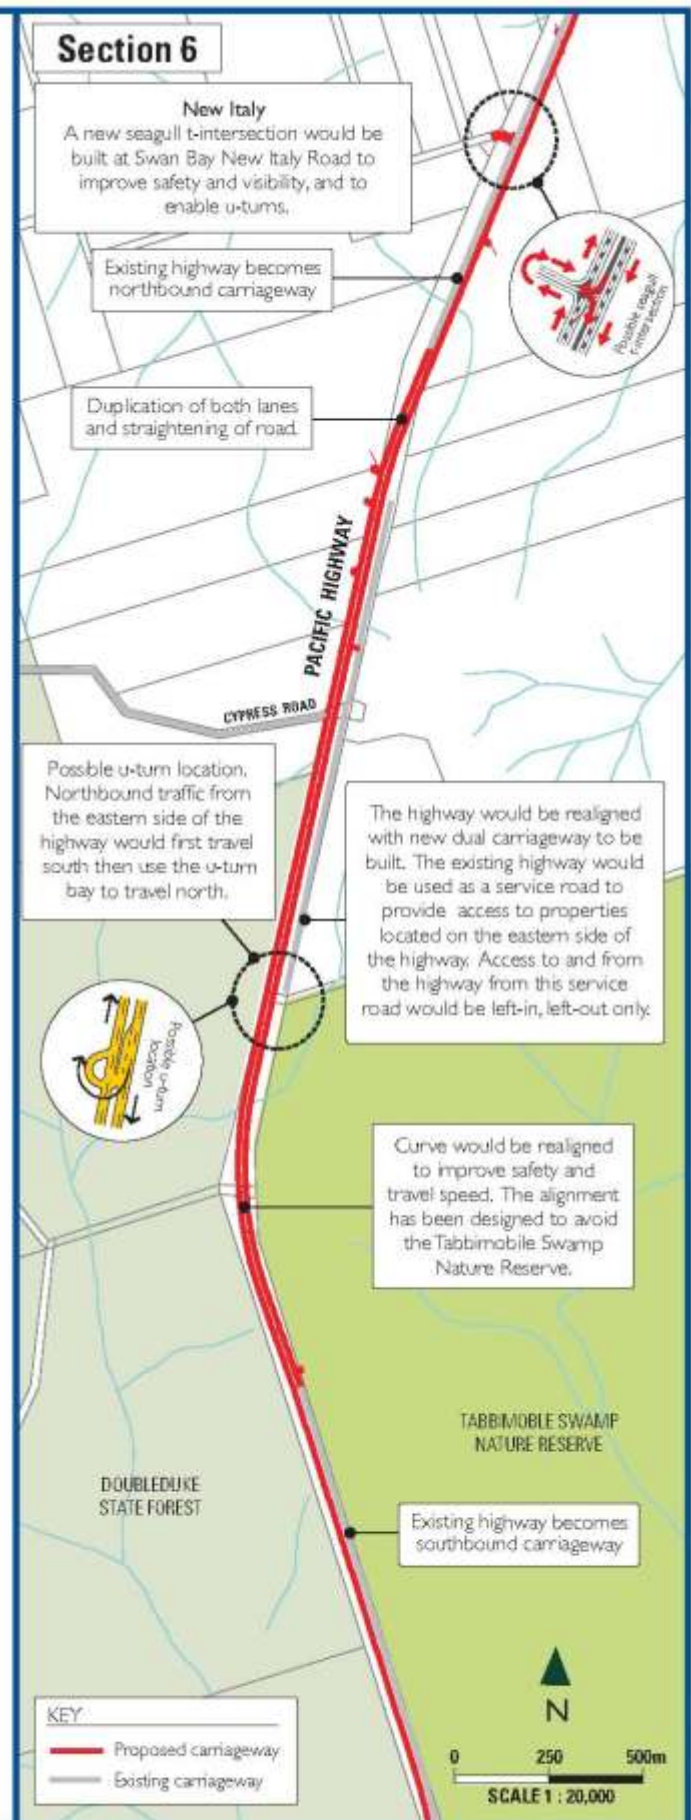 Section 6
New Italy
A new seagull t-intersection would be
built at Swan Bay New Italy Road to
improve safety and visibility, and to
enable u-turns.
Existing highway becomes
northbound carriageway
Possible seagull
t-intersection
Duplication of both lanes
and straightening of road.
PACIFIC HIGHWAY
CYPRESS ROAD
Possible u-turn location.
Northbound traffic from
the eastern side of the
highway would first travel
south then use the u-turn
bay to travel north.
The highway would be realigned
with new dual carriageway to be
built. The existing highway would
be used as a service road to
provide access to properties
located on the eastern side of
the highway. Access to and from
the highway from this service
road would be left-in, left-out only.
Possible u-turn
location
Curve would be realigned
to improve safety and
travel speed. The alignment
has been designed to avoid
the Tabbimobile Swamp
Nature Reserve.
TABBIMOBLE SWAMP
NATURE RESERVE
DOUBLEDUKE
STATE FOREST
Existing highway becomes
southbound carriageway
N
KEY
Proposed carriageway
Existing carriageway
0 250 500m
SCALE 1 : 20,000